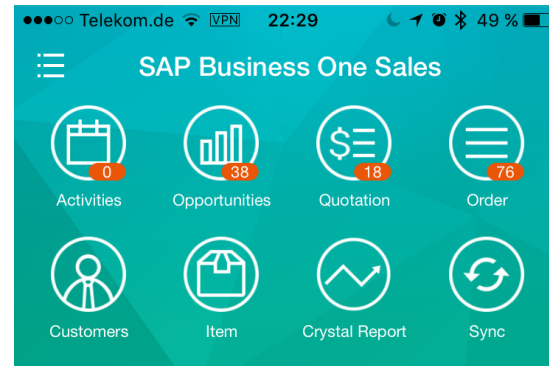 Telekom.de VPN 22:29 49 %
SAP Business One Sales
0 38 $ 18 76
Activities Opportunities Quotation Order
Customers Item Crystal Report Sync